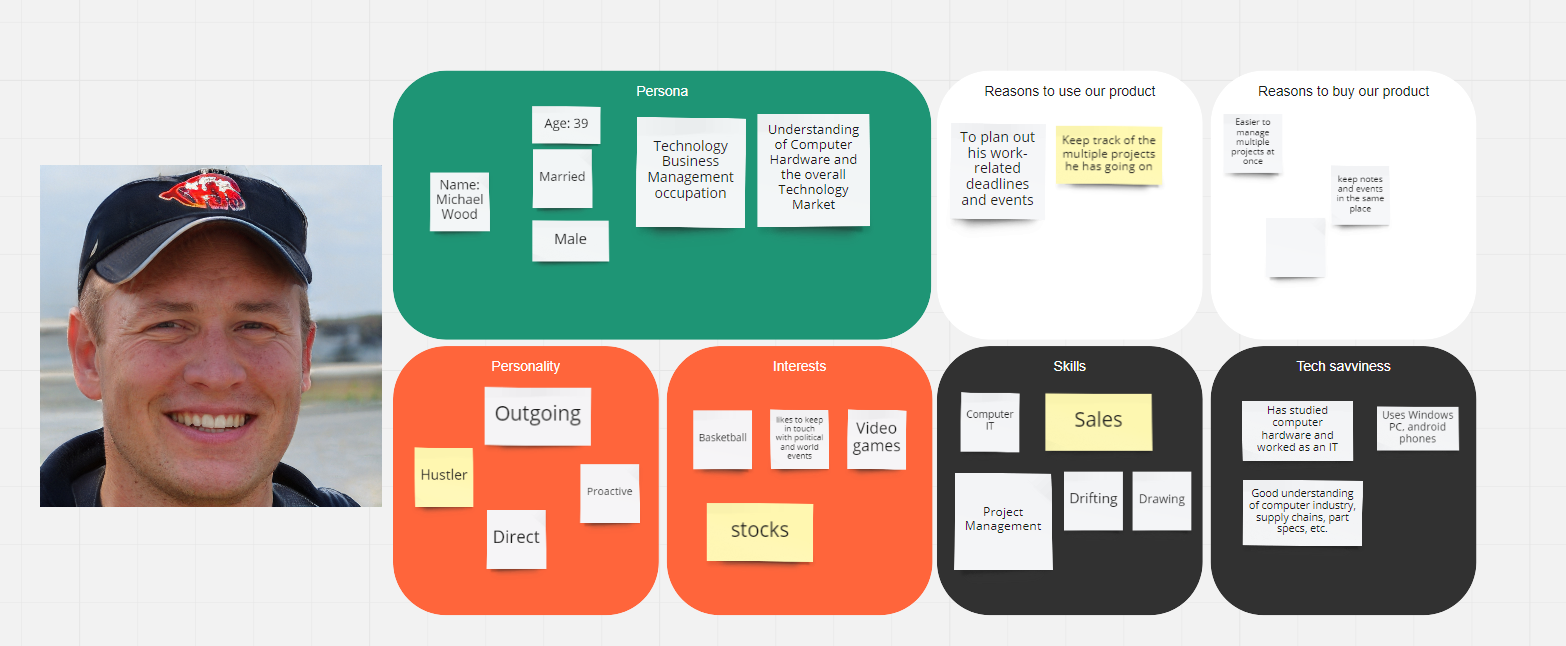 Persona
Name:
Michael
Wood
Age: 39
Married
Male
Technology
Business
Management
occupation
Understanding
of Computer
Hardware and
the overall
Technology
Market
Reasons to use our product
To plan out
his work-
related
deadlines
and events
Keep track of the
multiple projects
he has going on
Reasons to buy our product
Easier to
manage
multiple
projects at
once
keep notes
and events
in the same
place
Personality
Outgoing
Hustler
Proactive
Direct
Interests
Basketball
likes to keep
in touch
with political
and world
events
Video
games
stocks
Skills
Computer
IT
Sales
Project
Management
Drifting
Drawing
Tech savviness
Has studied
computer
hardware and
worked as an IT
Uses Windows
PC, android
phones
Good understanding
of computer industry,
supply chains, part
specs, etc.